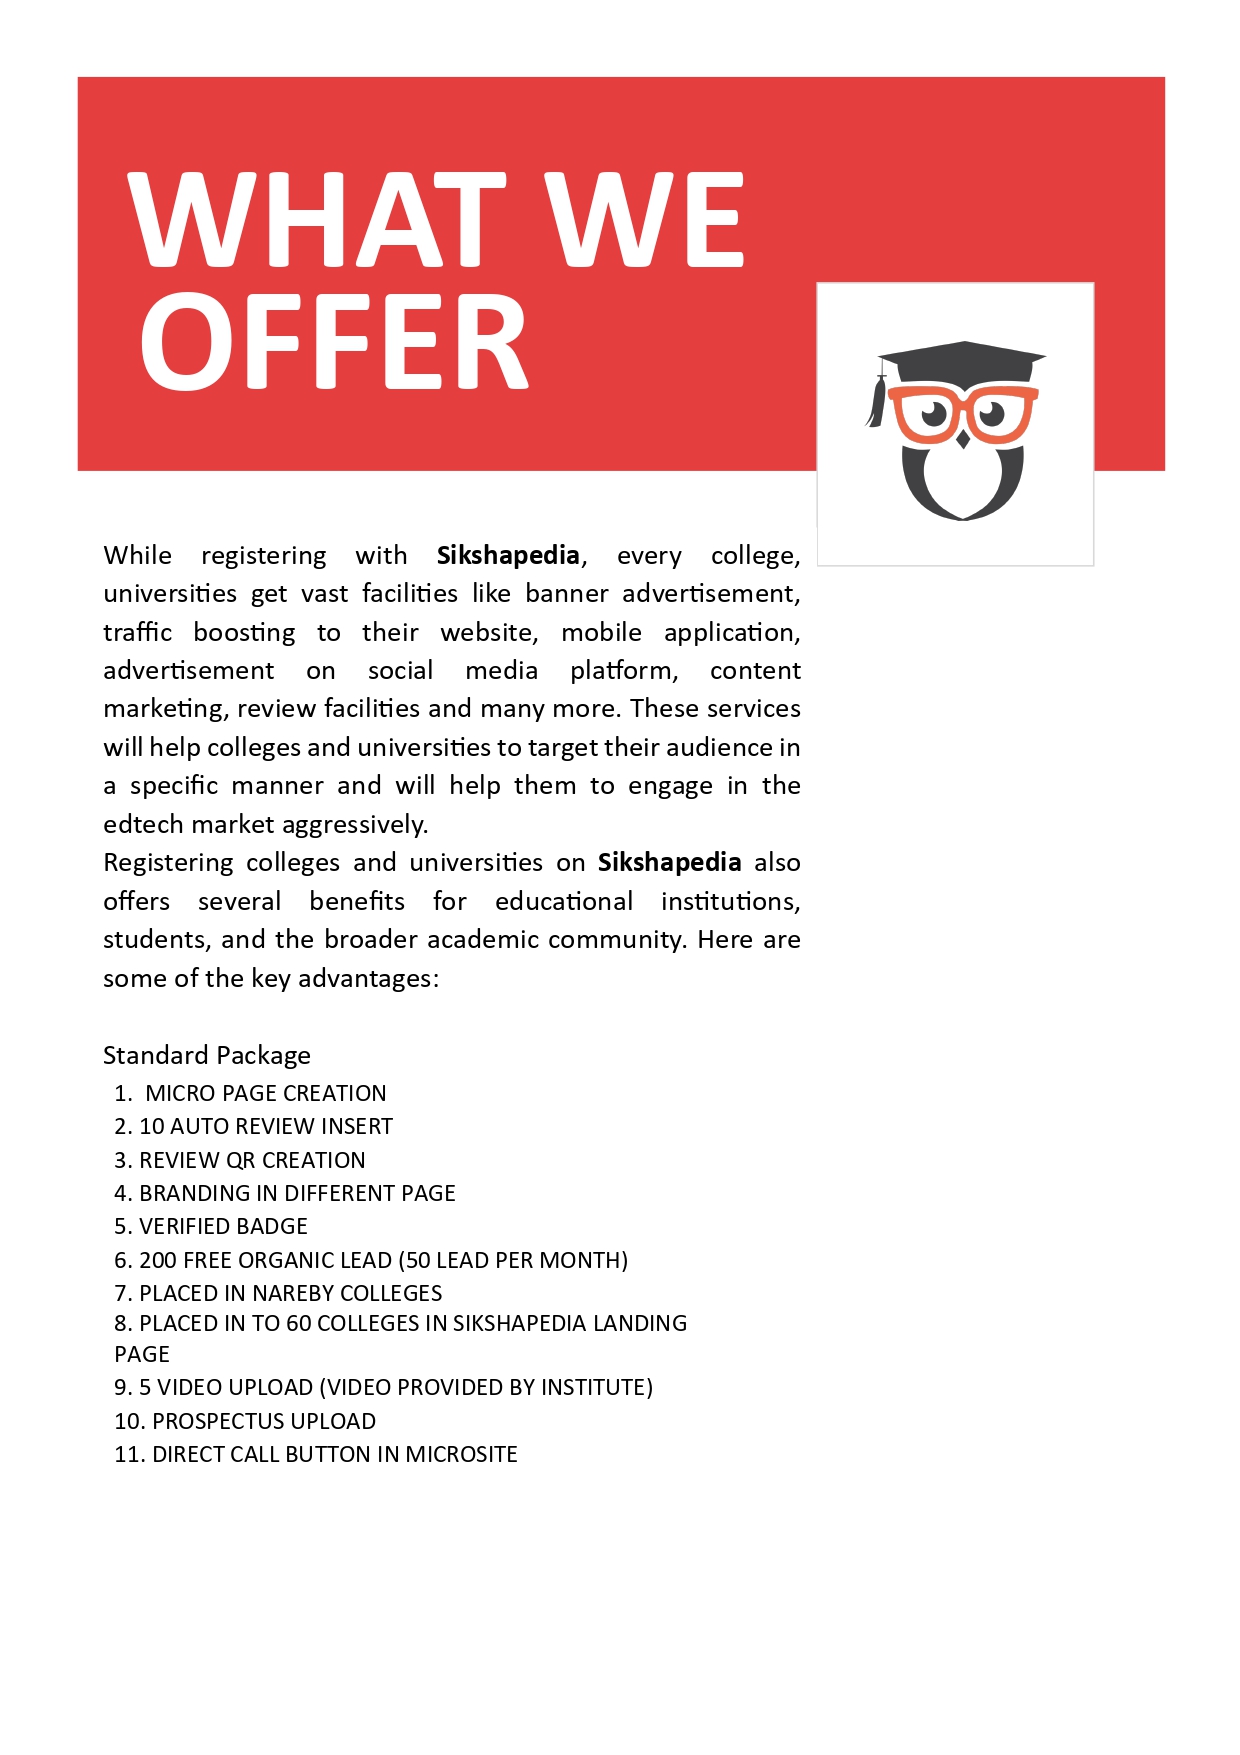 WHAT WE
OFFER
While registering with Sikshapedia, every college,
universities get vast facilities like banner advertisement,
traffic boosting to their website, mobile application,
advertisement on social media platform, content
marketing, review facilities and many more. These services
will help colleges and universities to target their audience in
a specific manner and will help them to engage in the
edtech market aggressively.
Registering colleges and universities on Sikshapedia also
offers several benefits for educational institutions,
students, and the broader academic community. Here are
some of the key advantages:
Standard Package
1. MICRO PAGE CREATION
2. 10 AUTO REVIEW INSERT
3. REVIEW QR CREATION
4. BRANDING IN DIFFERENT PAGE
5. VERIFIED BADGE
6. 200 FREE ORGANIC LEAD (50 LEAD PER MONTH)
7. PLACED IN NAREBY COLLEGES
8. PLACED IN TO 60 COLLEGES IN SIKSHAPEDIA LANDING
PAGE
9. 5 VIDEO UPLOAD (VIDEO PROVIDED BY INSTITUTE)
10. PROSPECTUS UPLOAD
11. DIRECT CALL BUTTON IN MICROSITE